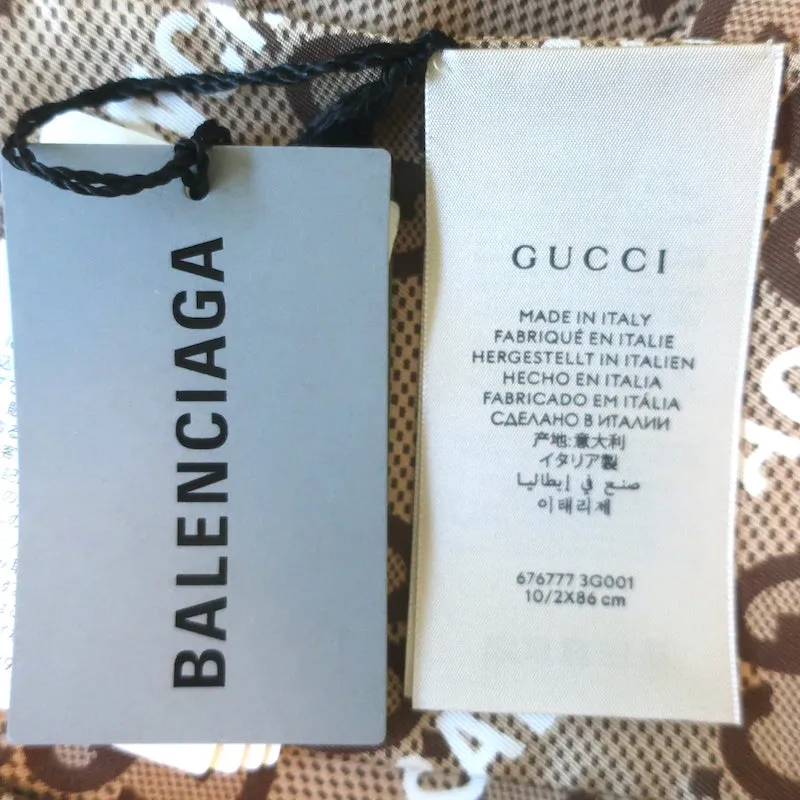 BALENCIAGA
GUCCI
MADE IN ITALY
FABRIQUÉ EN ITALIE
HERGESTELLT IN ITALIEN
HECHO EN ITALIA
FABRICADO EM ITÁLIA
СДЕЛАНО В ИТАЛИИ
产地:意大利
イタリア製
صنع في إيطاليا
이태리제
676777 3G001
10/2X86 cm